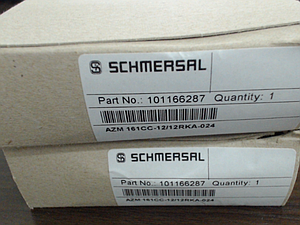 SCHMERSAL
Part No.: 101166287 Quantity: 1
AZM 161CC-12/12RKA-024
SCHMERSAL
Part No.: 101166287 Quantity: 1
AZM 161CC-12/12RKA-024